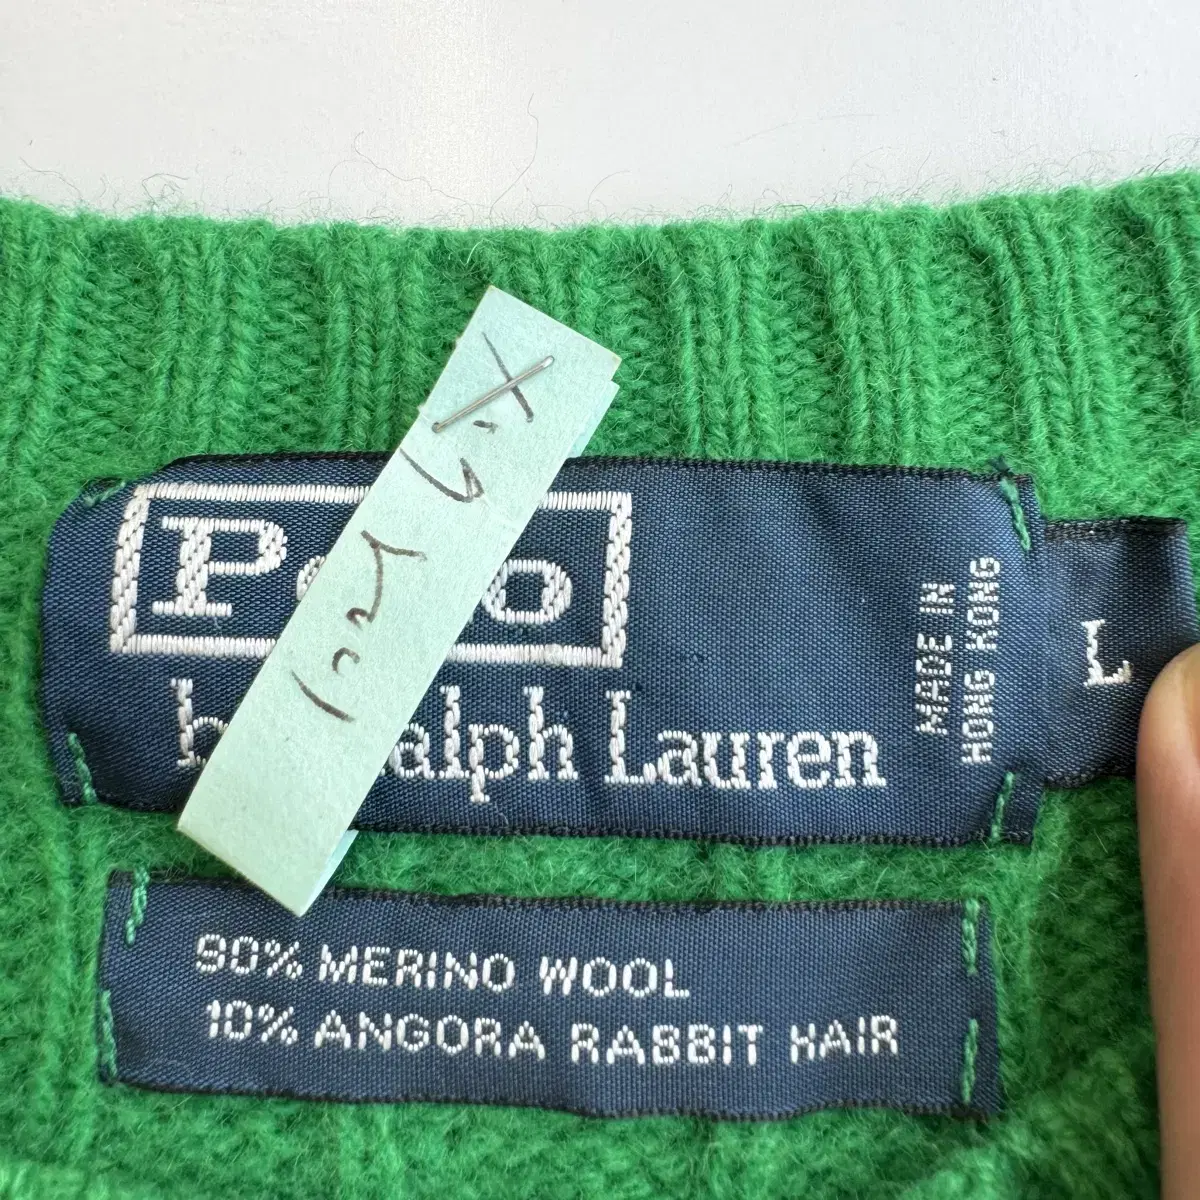 Polo
by Ralph Lauren
MADE IN
HONG KONG
L
90% MERINO WOOL
10% ANGORA RABBIT HAIR